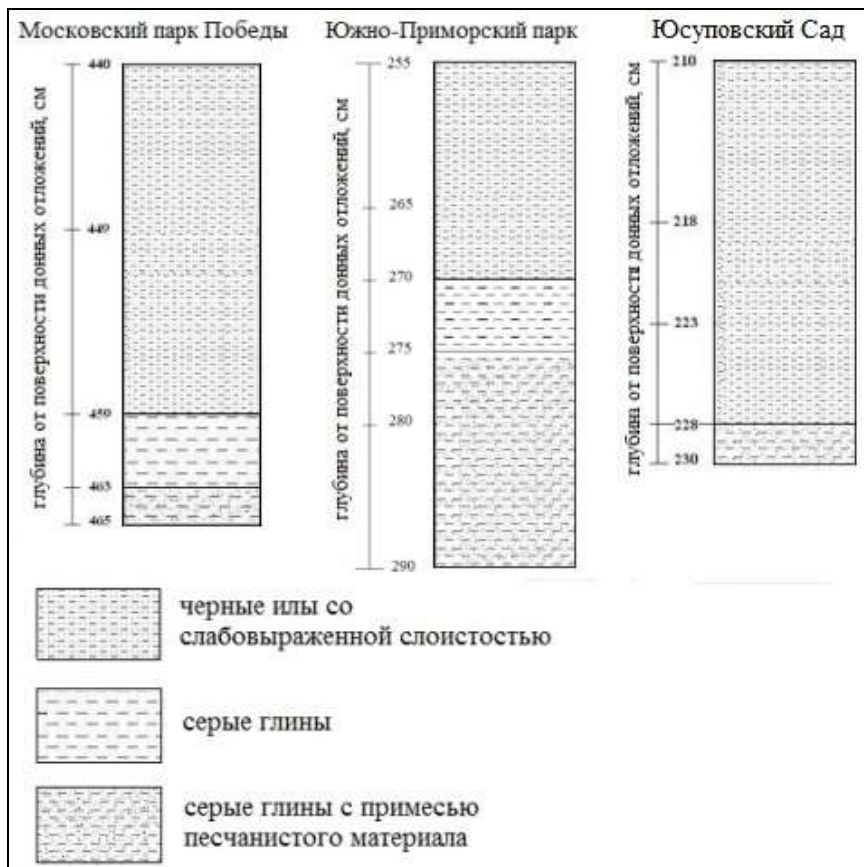 Московский парк Победы
глубина от поверхности донных отложений, см
440
449
459
463
465
Южно-Приморский парк
глубина от поверхности донных отложений, см
255
265
270
275
280
290
Юсуповский Сад
глубина от поверхности донных отложений, см
210
218
223
228
230
черные илы со
слабовыраженной слоистостью
серые глины
серые глины с примесью
песчанистого материала